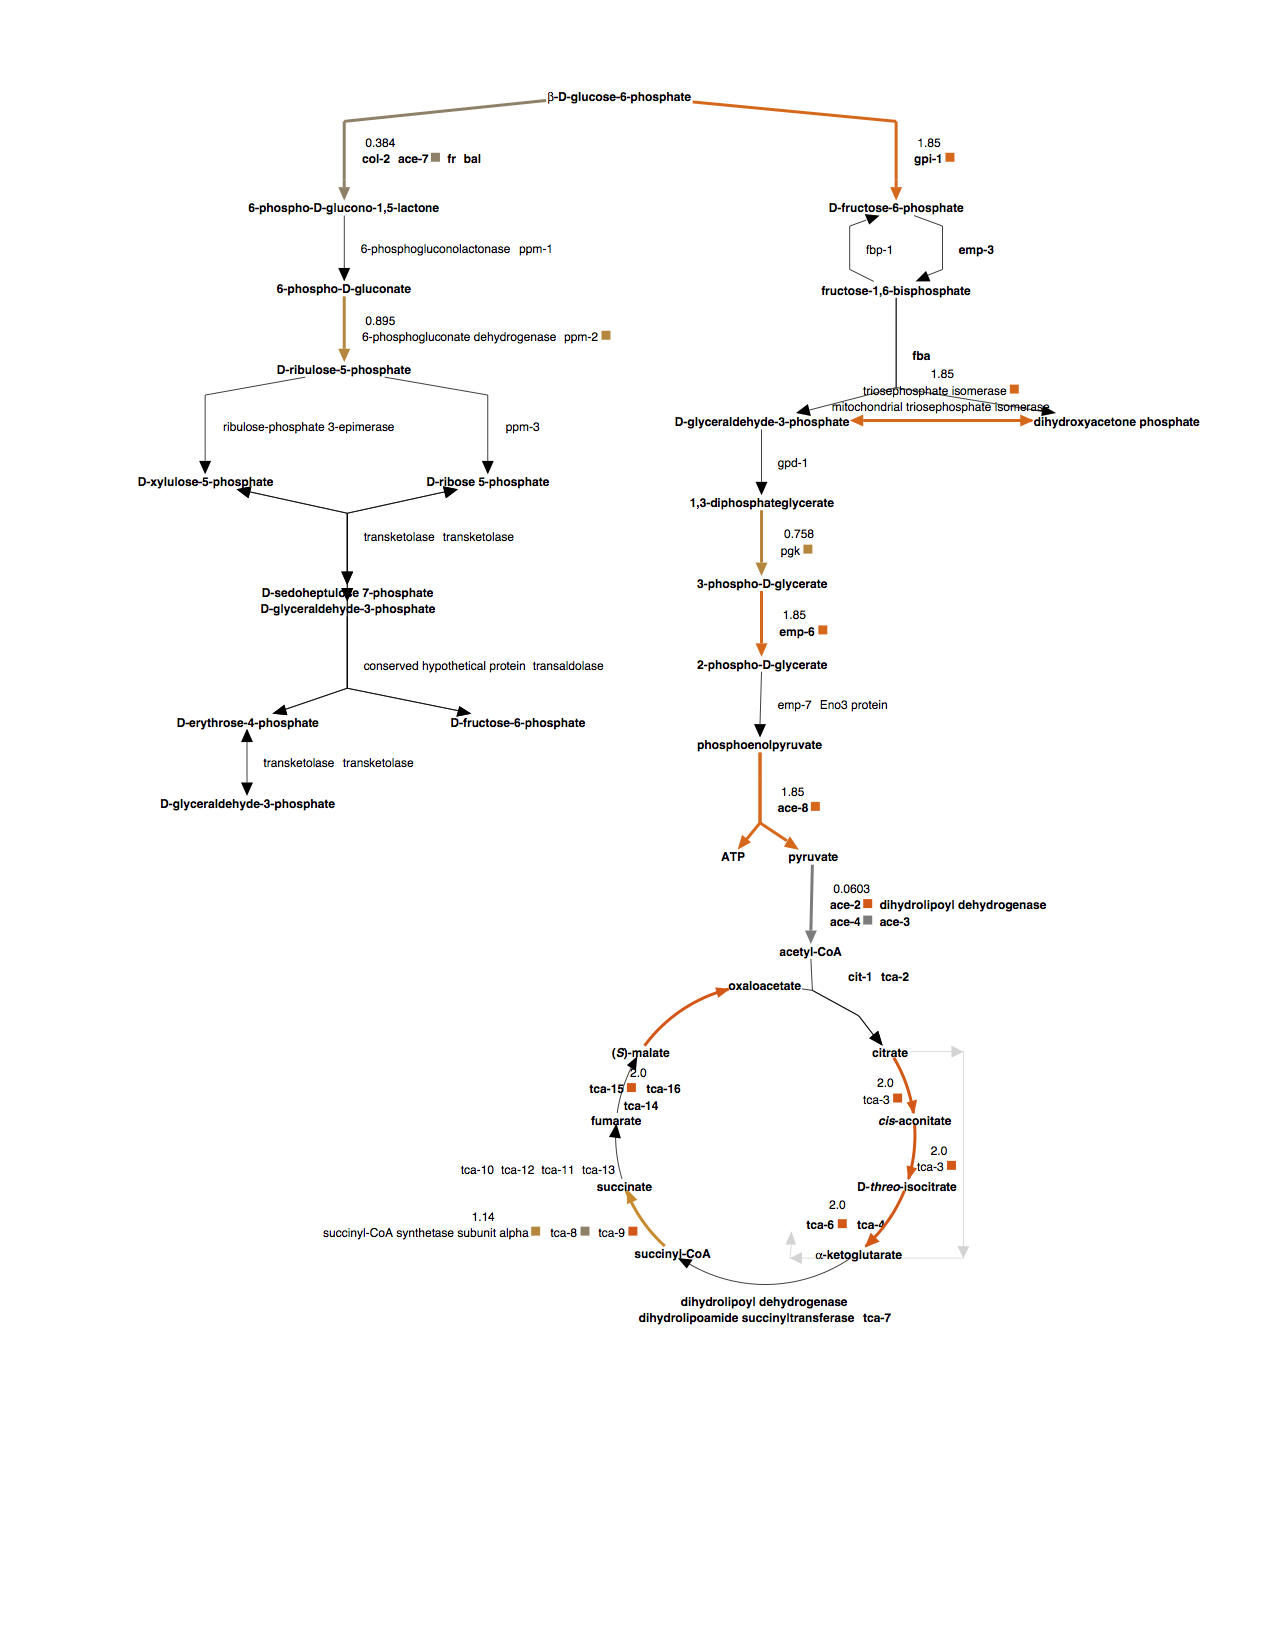 β-D-glucose-6-phosphate
0.384
col-2 ace-7 fr bal
1.85
gpi-1
6-phospho-D-glucono-1,5-lactone
D-fructose-6-phosphate
6-phosphogluconolactonase ppm-1
fbp-1
emp-3
6-phospho-D-gluconate
fructose-1,6-bisphosphate
0.895
6-phosphogluconate dehydrogenase ppm-2
D-ribulose-5-phosphate
fba
1.85
triosephosphate isomerase
mitochondrial triosephosphate isomerase
D-glyceraldehyde-3-phosphate
dihydroxyacetone phosphate
ribulose-phosphate 3-epimerase
ppm-3
gpd-1
D-xylulose-5-phosphate
D-ribose 5-phosphate
1,3-diphosphateglycerate
transketolase transketolase
0.758
pgk
D-sedoheptulose 7-phosphate
D-glyceraldehyde-3-phosphate
3-phospho-D-glycerate
1.85
emp-6
conserved hypothetical protein transaldolase
2-phospho-D-glycerate
D-erythrose-4-phosphate
D-fructose-6-phosphate
emp-7 Eno3 protein
phosphoenolpyruvate
transketolase transketolase
D-glyceraldehyde-3-phosphate
1.85
ace-8
ATP
pyruvate
0.0603
ace-2 dihydrolipoyl dehydrogenase
ace-4 ace-3
acetyl-CoA
cit-1 tca-2
oxaloacetate
(S)-malate
citrate
2.0
tca-15 tca-16
tca-14
2.0
tca-3
fumarate
cis-aconitate
2.0
tca-3
tca-10 tca-12 tca-11 tca-13
succinate
D-threo-isocitrate
2.0
tca-6 tca-4
1.14
succinyl-CoA synthetase subunit alpha tca-8 tca-9
succinyl-CoA
α-ketoglutarate
dihydrolipoyl dehydrogenase
dihydrolipoamide succinyltransferase tca-7